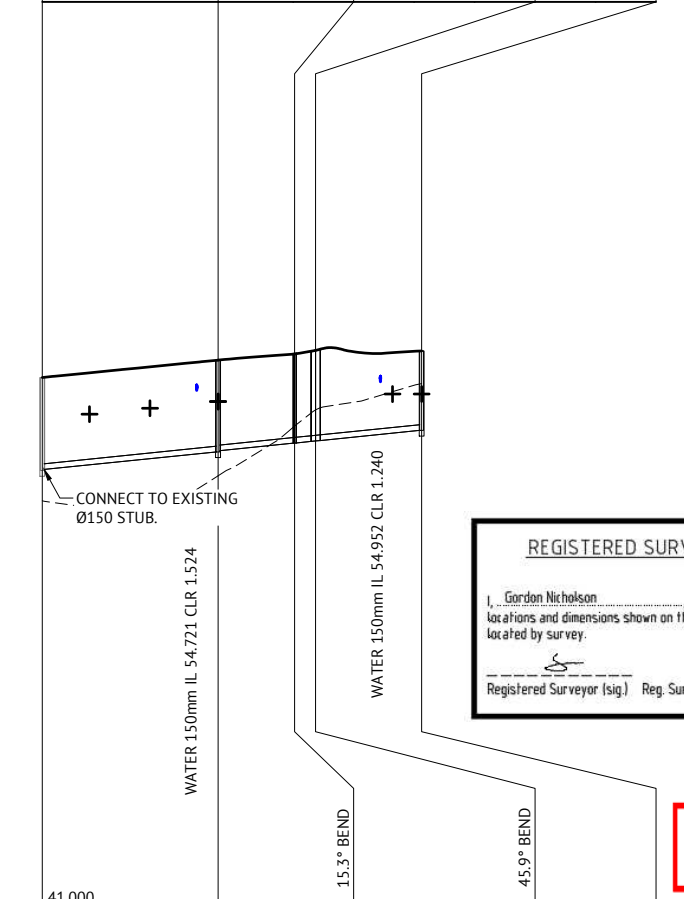 CONNECT TO EXISTING
Ø150 STUB.
WATER 150mm IL 54.721 CLR 1.524
WATER 150mm IL 54.952 CLR 1.240
REGISTERED SURV
I, Gordon Nicholson
locations and dimensions shown on th
located by survey.
Registered Surveyor (sig.) Reg. Sur
15.3° BEND
45.9° BEND
41.000